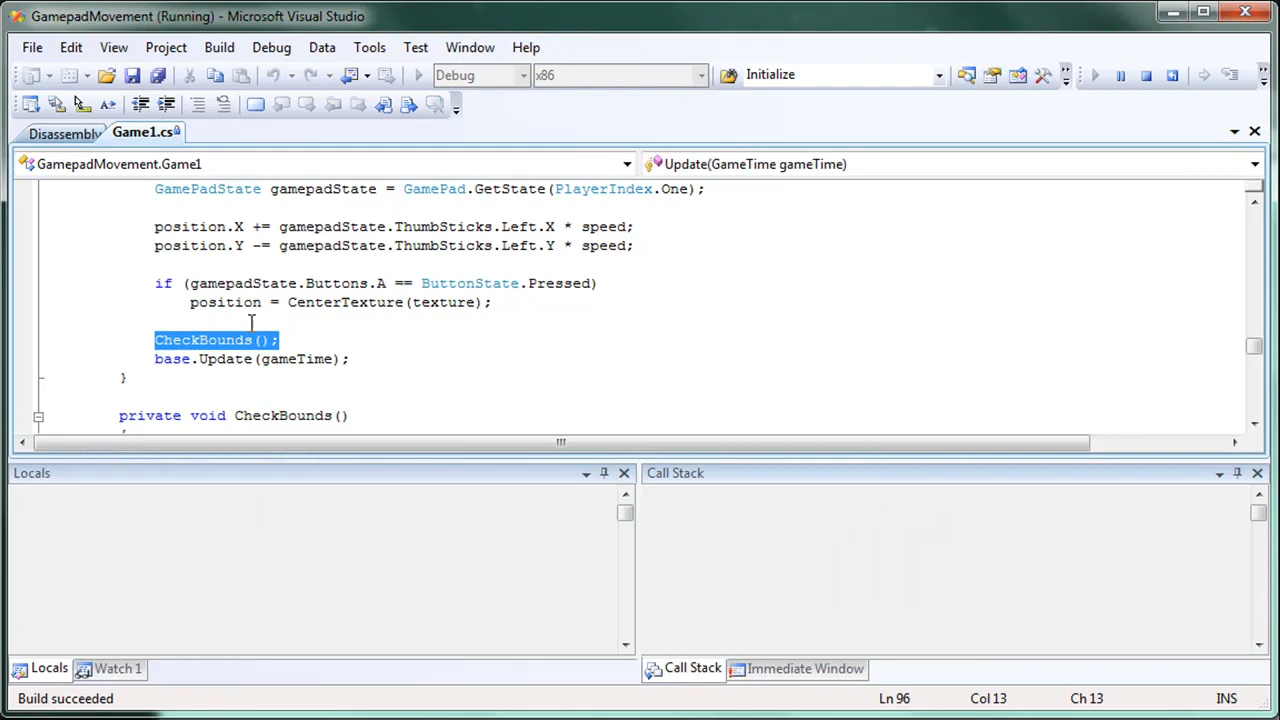 GamepadMovement (Running) - Microsoft Visual Studio
File Edit View Project Build Debug Data Tools Test Window Help
Debug x86 Initialize
Disassembly Game1.cs
GamepadMovement.Game1 Update(GameTime gameTime)
GamePadState gamepadState = GamePad.GetState(PlayerIndex.One);
position.X += gamepadState.ThumbSticks.Left.X * speed;
position.Y -= gamepadState.ThumbSticks.Left.Y * speed;
if (gamepadState.Buttons.A == ButtonState.Pressed)
position = CenterTexture(texture);
CheckBounds();
base.Update(gameTime);
}
private void CheckBounds()
Locals Call Stack
Locals Watch 1 Call Stack Immediate Window
Build succeeded Ln 96 Col 13 Ch 13 INS